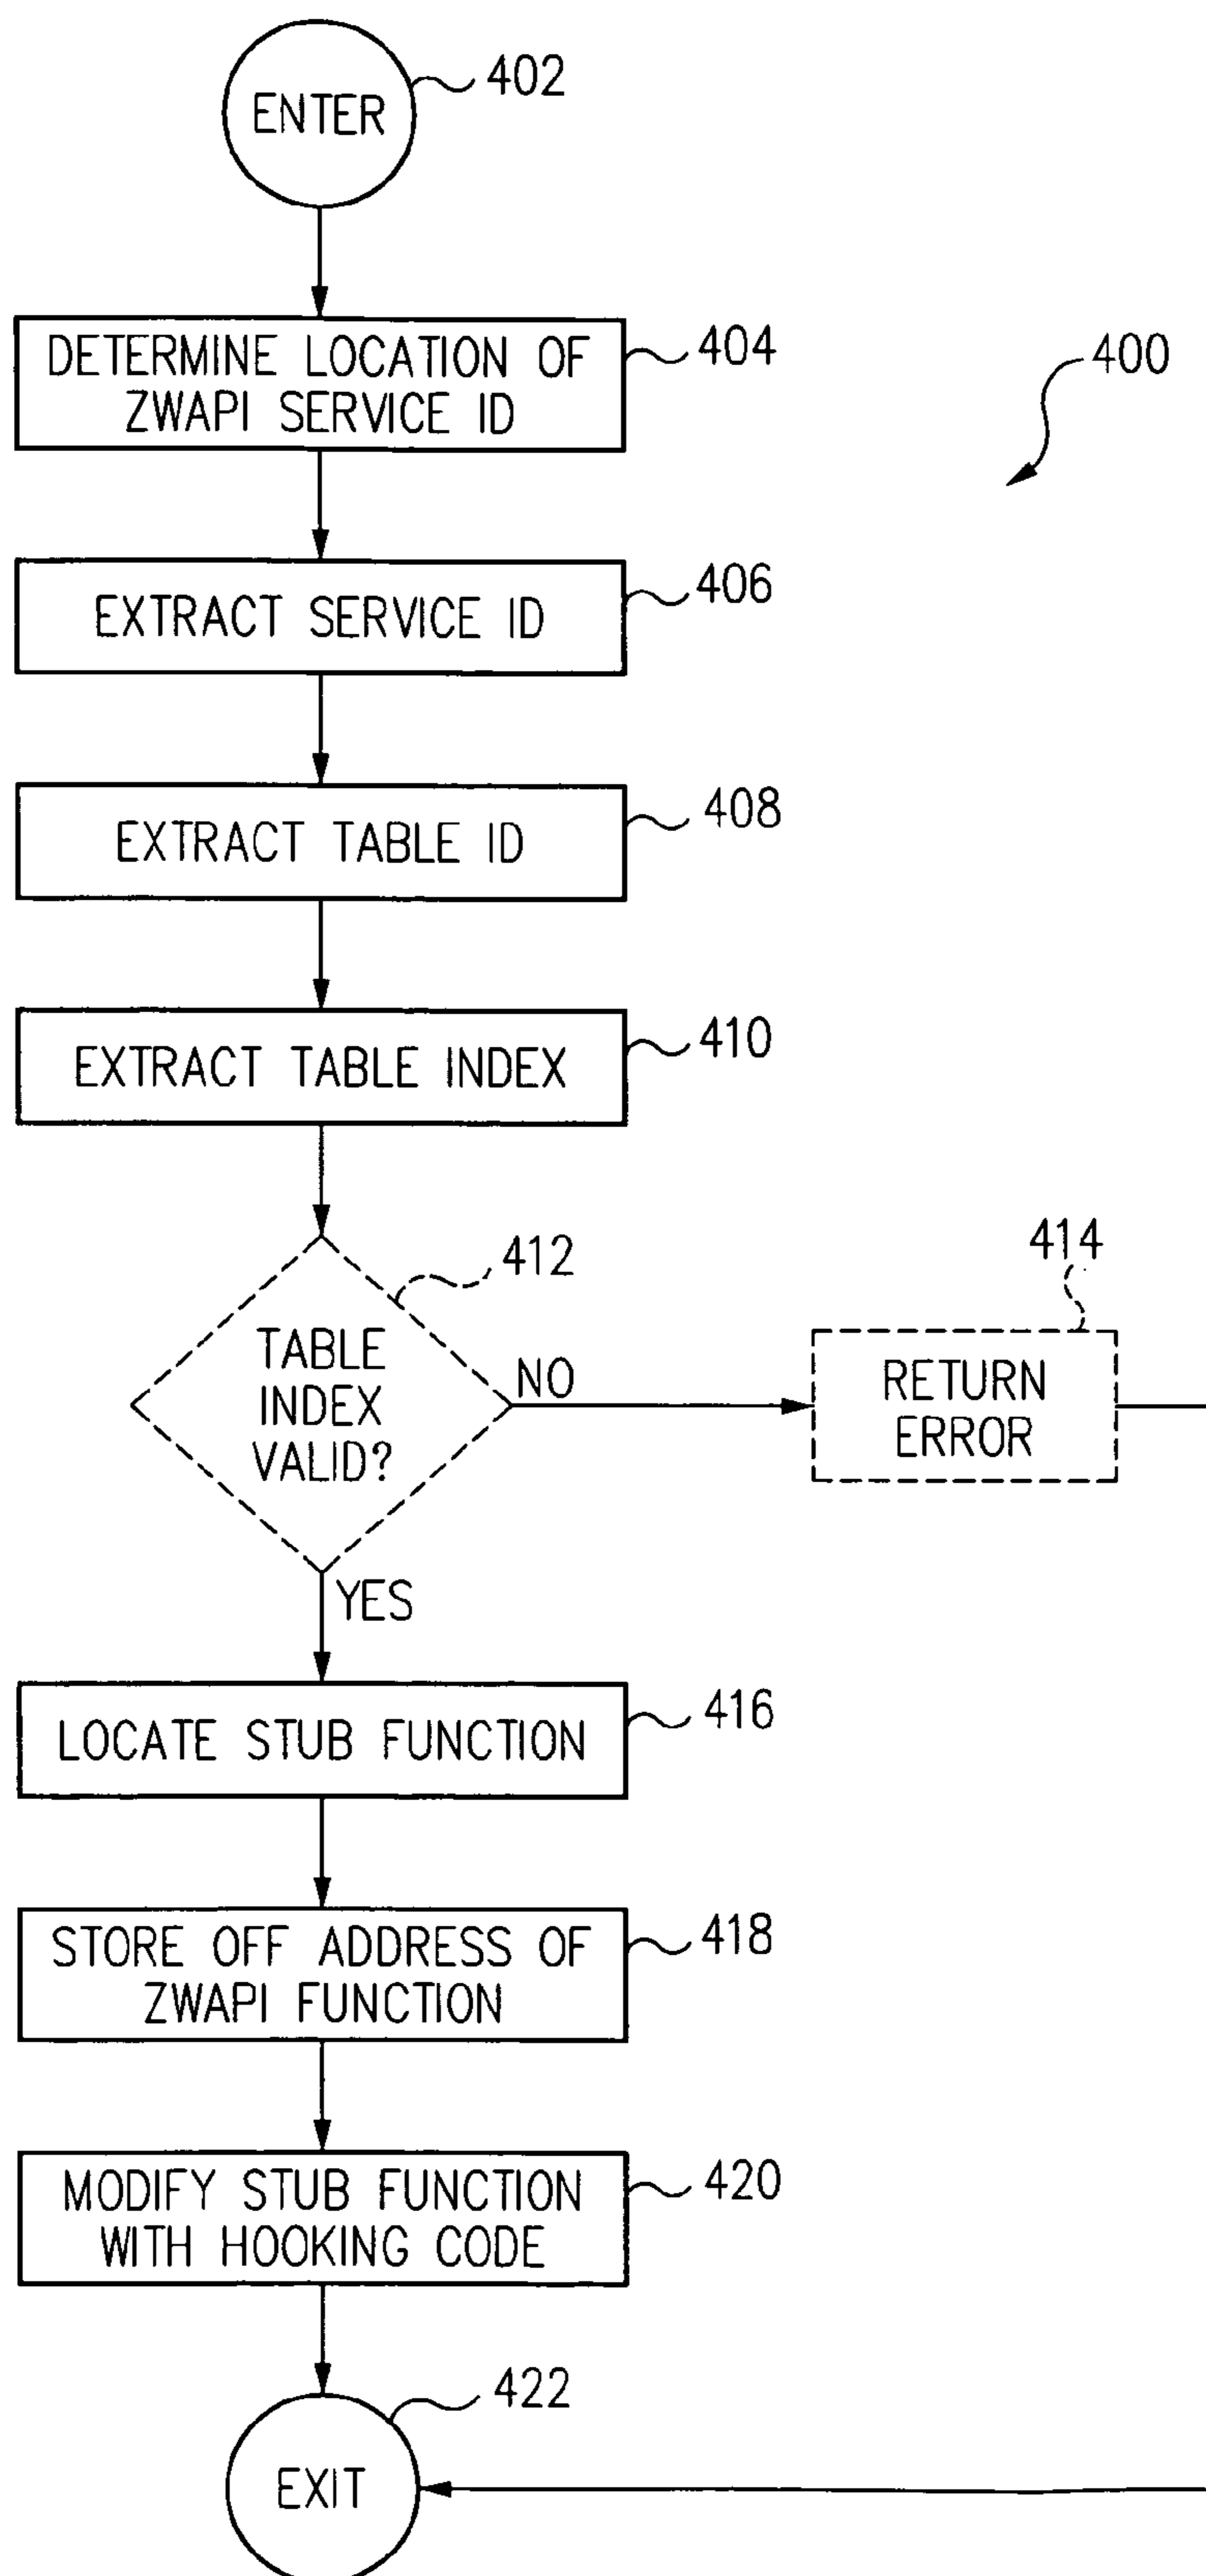 ENTER
402
DETERMINE LOCATION OF
ZWAPI SERVICE ID
404
400
EXTRACT SERVICE ID
406
EXTRACT TABLE ID
408
EXTRACT TABLE INDEX
410
412
TABLE
INDEX
VALID?
NO
414
RETURN
ERROR
YES
LOCATE STUB FUNCTION
416
STORE OFF ADDRESS OF
ZWAPI FUNCTION
418
MODIFY STUB FUNCTION
WITH HOOKING CODE
420
422
EXIT